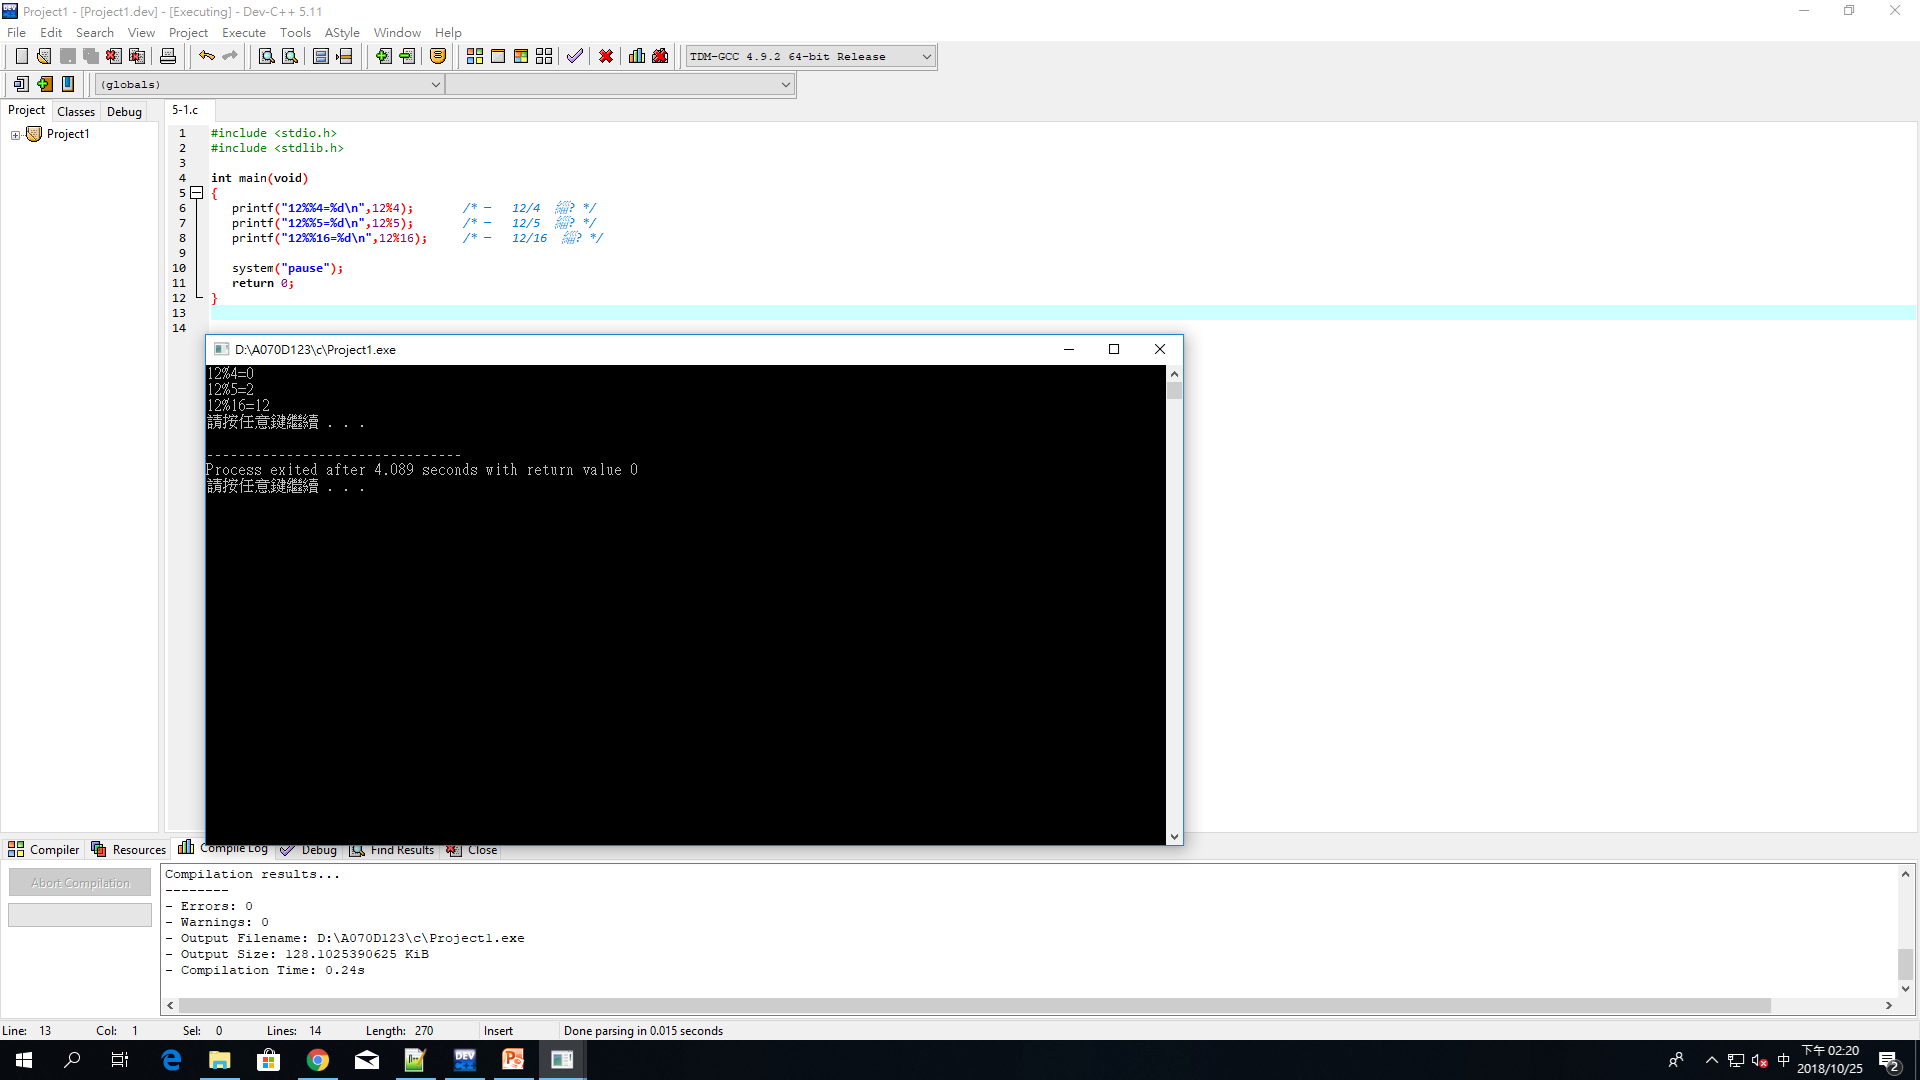 Project1 - [Project1.dev] - [Executing] - Dev-C++ 5.11
File Edit Search View Project Execute Tools AStyle Window Help
TDM-GCC 4.9.2 64-bit Release
(globals)
Project Classes Debug
5-1.c
Project1
1 #include <stdio.h>
2 #include <stdlib.h>
3
4 int main(void)
5 {
6 printf("12%%4=%d\n",12%4); /* — 12/4 ? */
7 printf("12%%5=%d\n",12%5); /* — 12/5 ? */
8 printf("12%%16=%d\n",12%16); /* — 12/16 ? */
9
10 system("pause");
11 return 0;
12 }
13
14
D:\A070D123\c\Project1.exe
12%4=0
12%5=2
12%16=12
請按任意鍵繼續 . . .
--------------------------------
Process exited after 4.089 seconds with return value 0
請按任意鍵繼續 . . .
Compiler Resources Compile Log Debug Find Results Close
Abort Compilation
Compilation results...
--------
- Errors: 0
- Warnings: 0
- Output Filename: D:\A070D123\c\Project1.exe
- Output Size: 128.1025390625 KiB
- Compilation Time: 0.24s
Line: 13 Col: 1 Sel: 0 Lines: 14 Length: 270 Insert Done parsing in 0.015 seconds
中
下午 02:20
2018/10/25
2